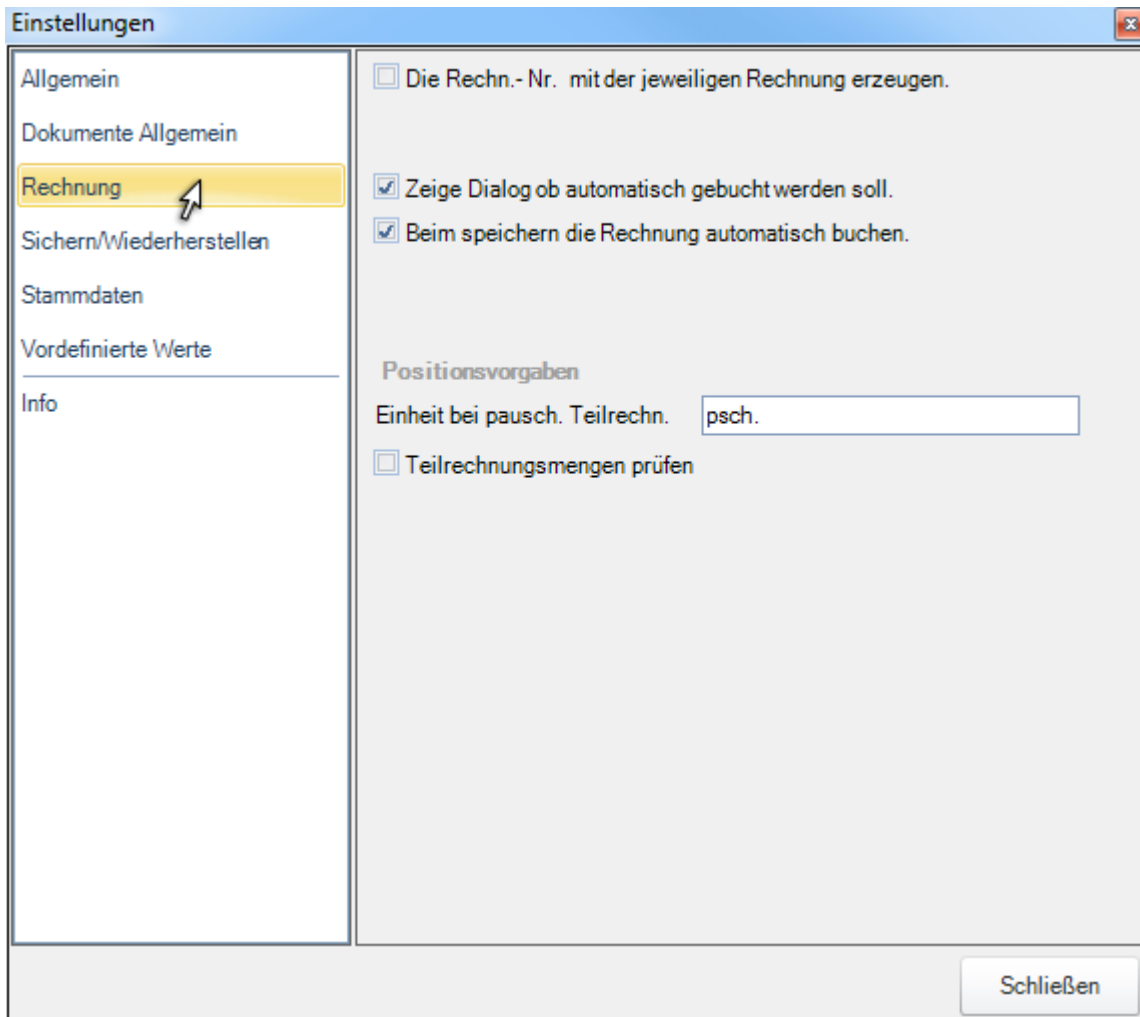 Einstellungen
Allgemein
Dokumente Allgemein
Rechnung
Sichern/Wiederherstellen
Stammdaten
Vordefinierte Werte
Info
Die Rechn.- Nr. mit der jeweiligen Rechnung erzeugen.
Zeige Dialog ob automatisch gebucht werden soll.
Beim speichern die Rechnung automatisch buchen.
Positionsvorgaben
Einheit bei pausch. Teilrechn. psch.
Teilrechnungsmengen prüfen
Schließen